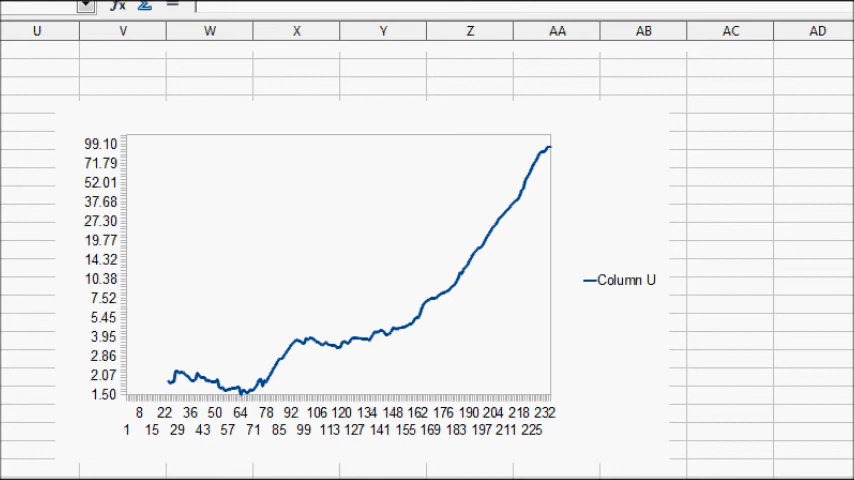 fx Σ =
U V W X Y Z AA AB AC AD
99.10
71.79
52.01
37.68
27.30
19.77
14.32
10.38
Column U
7.52
5.45
3.95
2.86
2.07
1.50
8 22 36 50 64 78 92 106 120 134 148 162 176 190 204 218 232
1 15 29 43 57 71 85 99 113 127 141 155 169 183 197 211 225